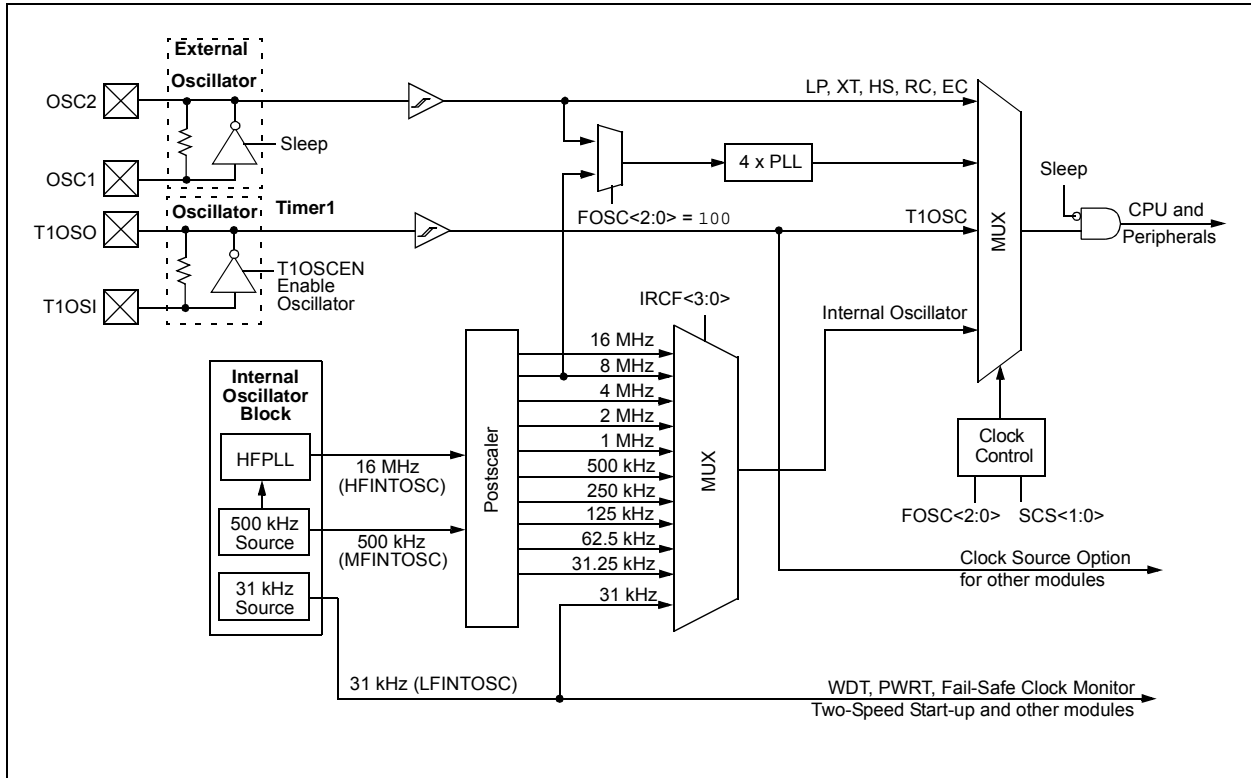 External
Oscillator
OSC2
Sleep
OSC1
LP, XT, HS, RC, EC
4 x PLL
FOSC<2:0> = 100
Sleep
CPU and
Peripherals
MUX
Oscillator
Timer1
T1OSO
T1OSC
T1OSCEN
Enable
Oscillator
T1OSI
IRCF<3:0>
Internal Oscillator
Internal
Oscillator
Block
HFPLL
500 kHz
Source
31 kHz
Source
16 MHz
(HFINTOSC)
500 kHz
(MFINTOSC)
Postscaler
16 MHz
8 MHz
4 MHz
2 MHz
1 MHz
500 kHz
250 kHz
125 kHz
62.5 kHz
31.25 kHz
31 kHz
MUX
Clock
Control
FOSC<2:0>
SCS<1:0>
Clock Source Option
for other modules
31 kHz (LFINTOSC)
WDT, PWRT, Fail-Safe Clock Monitor
Two-Speed Start-up and other modules